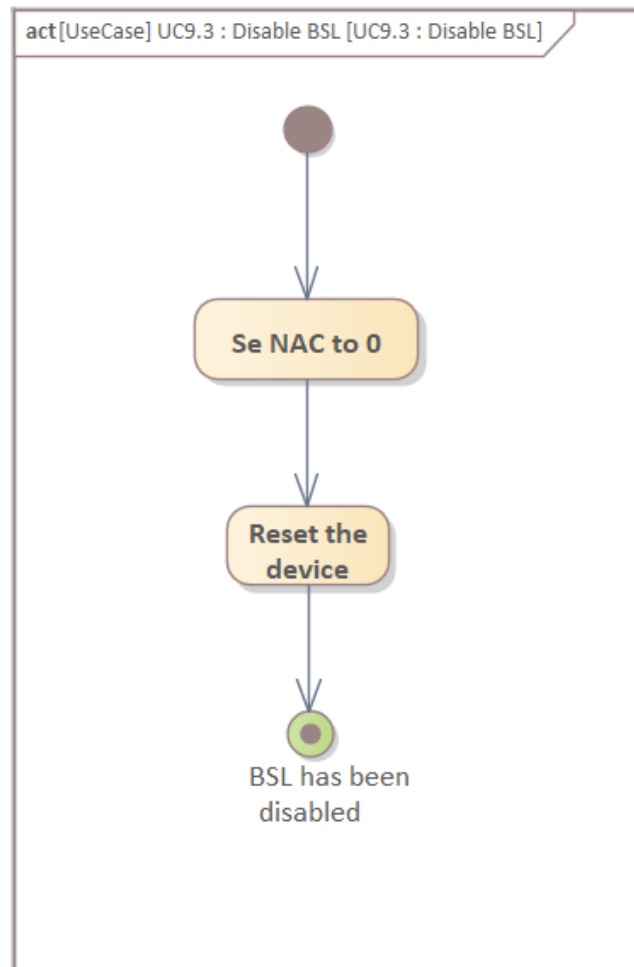 act [UseCase] UC9.3 : Disable BSL [UC9.3 : Disable BSL]
Se NAC to 0
Reset the
device
BSL has been
disabled